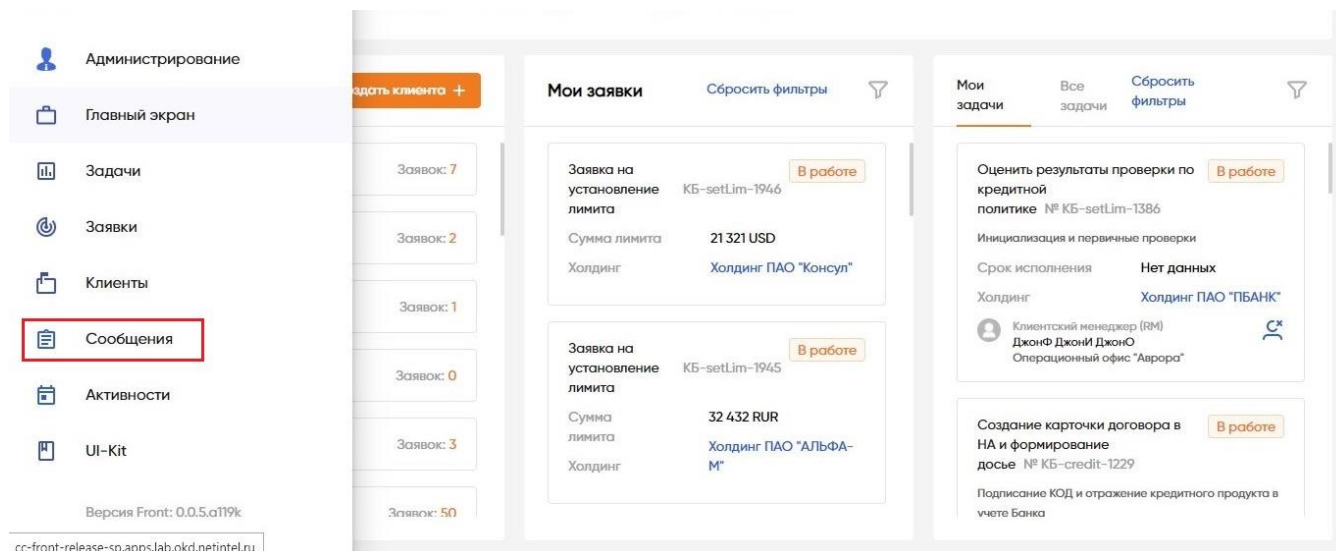 Администрирование
Главный экран
Задачи
Заявки
Клиенты
Сообщения
Активности
UI-Kit
Версия Front: 0.0.5.a119k
cc-front-release-sp.apps.lab.okd.netintel.ru
клиента +
Заявок: 7
Заявок: 2
Заявок: 1
Заявок: 0
Заявок: 3
Заявок: 50
Мои заявки Сбросить фильтры
Заявка на
установление
лимита
КБ-setLim-1946
В работе
Сумма лимита 21 321 USD
Холдинг Холдинг ПАО "Консул"
Заявка на
установление
лимита
КБ-setLim-1945
В работе
Сумма
лимита
32 432 RUR
Холдинг
Холдинг ПАО "АЛЬФА-
М"
Мои
задачи
Все
задачи
Сбросить
фильтры
Оценить результаты проверки по
кредитной
политике № КБ-setLim-1386
В работе
Инициализация и первичные проверки
Срок исполнения Нет данных
Холдинг Холдинг ПАО "ПБАНК"
Клиентский менеджер (RM)
ДжонФ ДжонИ ДжонО
Операционный офис "Аврора"
Создание карточки договора в
НА и формирование
досье № КБ-credit-1229
В работе
Подписание КОД и отражение кредитного продукта в
учете Банка